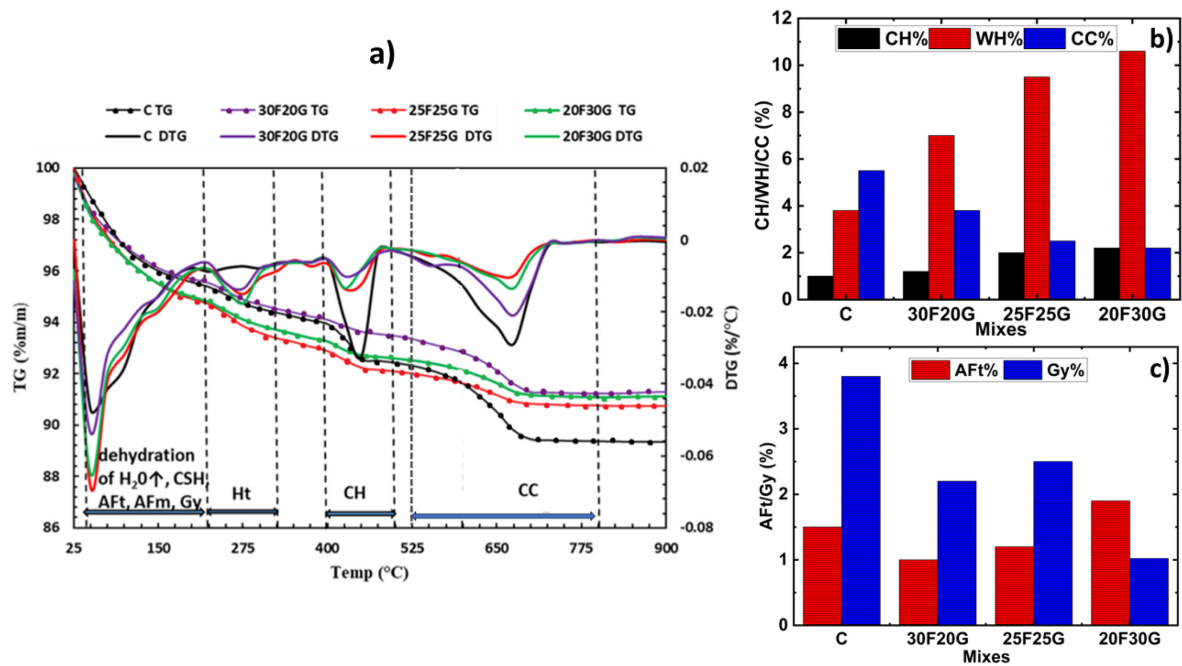 a)
C TG 30F20G TG 25F25G TG 20F30G TG
C DTG 30F20G DTG 25F25G DTG 20F30G DTG
100 98 96 94 92 90 88 86
TG (%m/m)
dehydration
of H₂0↑, CSH,
AFt, AFm, Gy
Ht
CH
CC
0.02 0 -0.02 -0.04 -0.06 -0.08
DTG (%/°C)
25 150 275 400 525 650 775 900
Temp (°C)
b)
CH% WH% CC%
12 10 8 6 4 2 0
CH/WH/CC (%)
C 30F20G 25F25G 20F30G
Mixes
c)
AFt% Gy%
4 3 2 1 0
AFt/Gy (%)
C 30F20G 25F25G 20F30G
Mixes